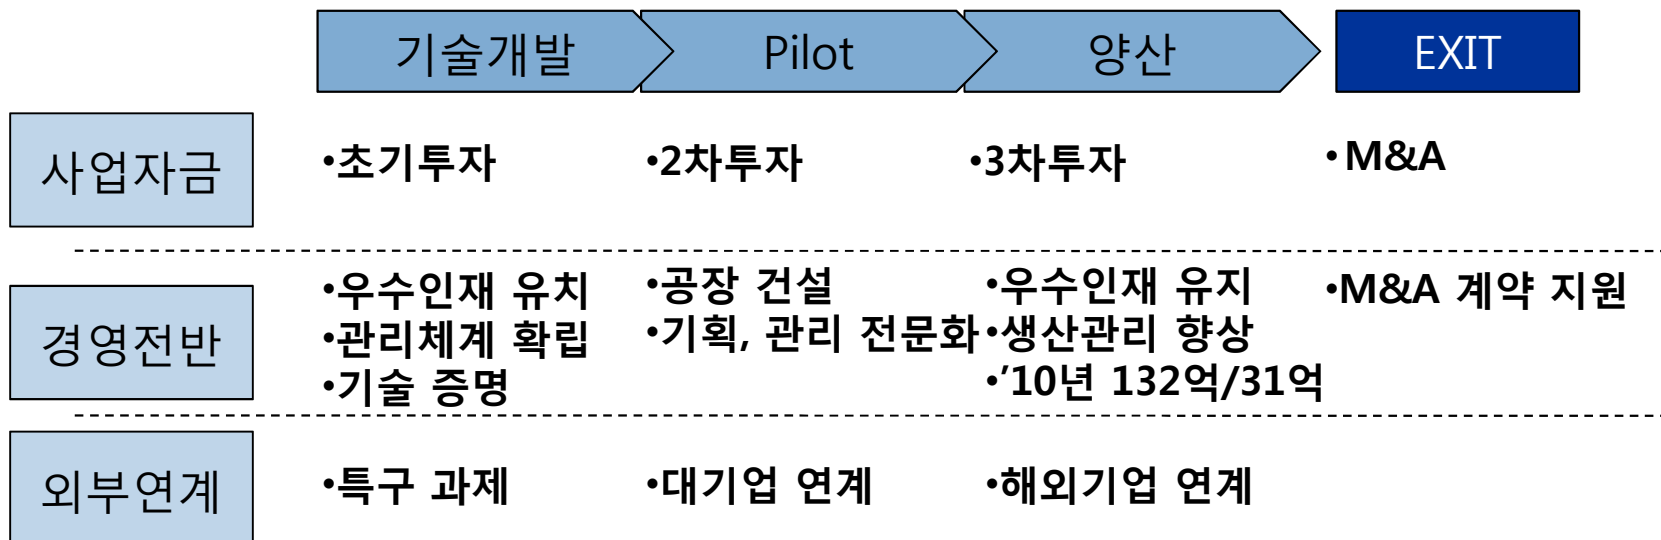 기술개발 Pilot 양산 EXIT
사업자금 •초기투자 •2차투자 •3차투자 •M&A
•우수인재 유치 •공장 건설 •우수인재 유지 •M&A 계약 지원
경영전반 •관리체계 확립 •기획, 관리 전문화 •생산관리 향상
•기술 증명 •’10년 132억/31억
외부연계 •특구 과제 •대기업 연계 •해외기업 연계